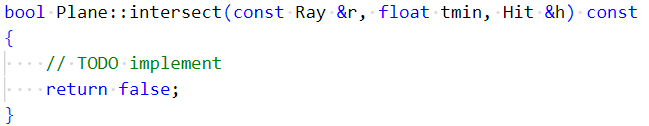 bool Plane::intersect(const Ray &r, float tmin, Hit &h) const
{
    // TODO implement
    return false;
}